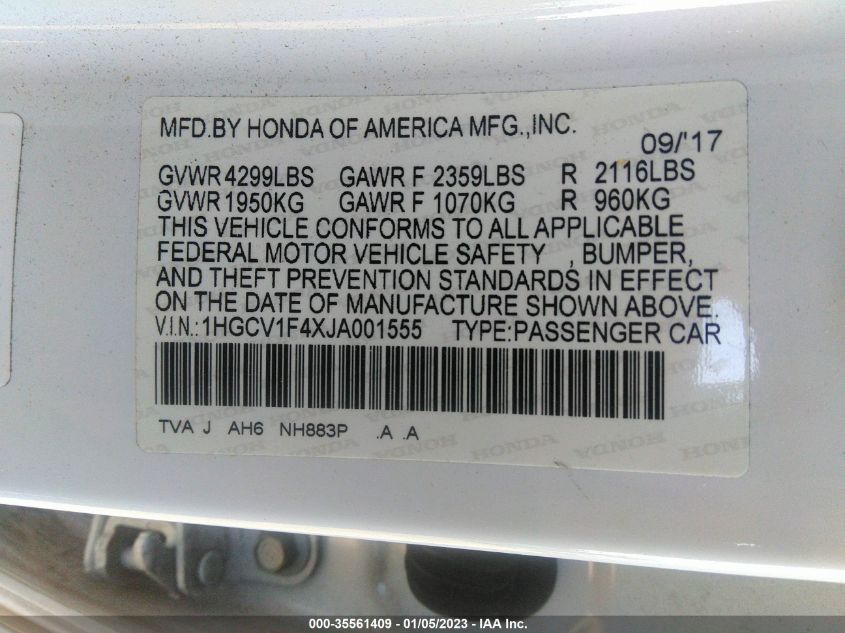 MFD.BY HONDA OF AMERICA MFG.,INC. 09/'17
GVWR 4299LBS GAWR F 2359LBS R 2116LBS
GVWR 1950KG GAWR F 1070KG R 960KG
THIS VEHICLE CONFORMS TO ALL APPLICABLE
FEDERAL MOTOR VEHICLE SAFETY , BUMPER,
AND THEFT PREVENTION STANDARDS IN EFFECT
ON THE DATE OF MANUFACTURE SHOWN ABOVE.
V.I.N.:1HGCV1F4XJA001555 TYPE:PASSENGER CAR
TVA J AH6 NH883P .A .A
000-35561409 - 01/05/2023 - IAA Inc.